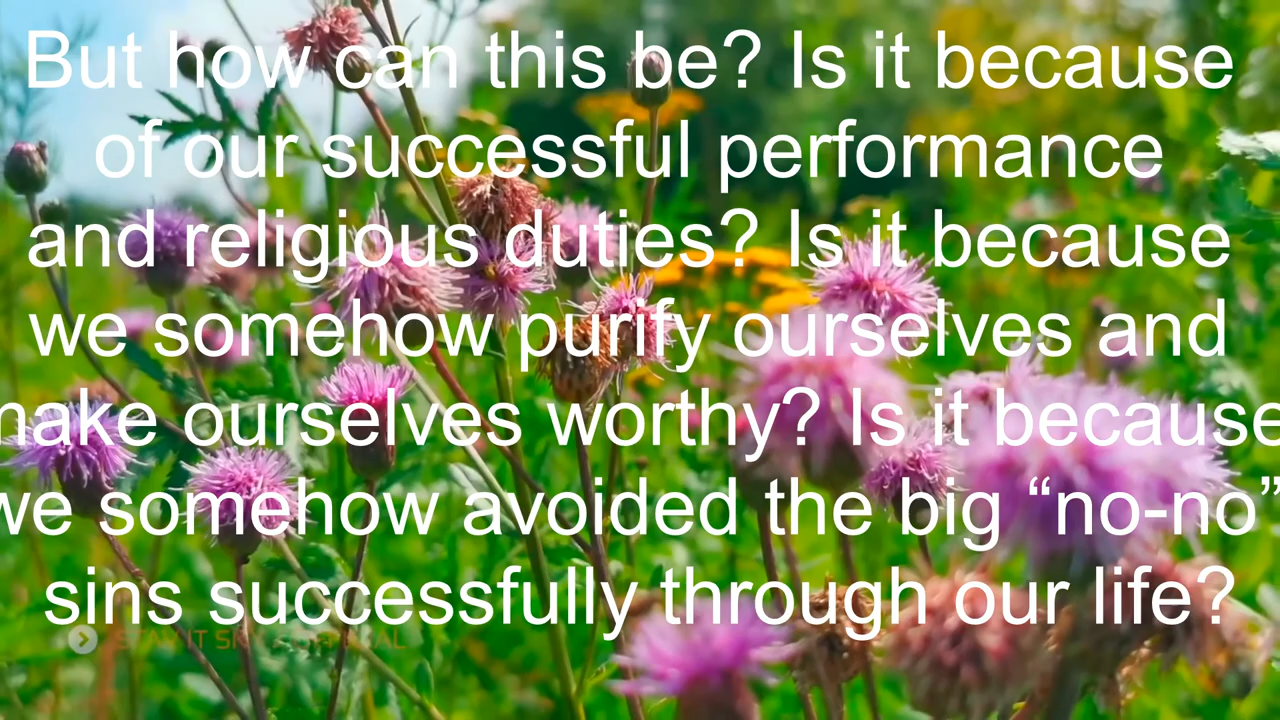 But how can this be? Is it because
of our successful performance
and religious duties? Is it because
we somehow purify ourselves and
make ourselves worthy? Is it because
we somehow avoided the big “no-no”
sins successfully through our life?
STAY IT